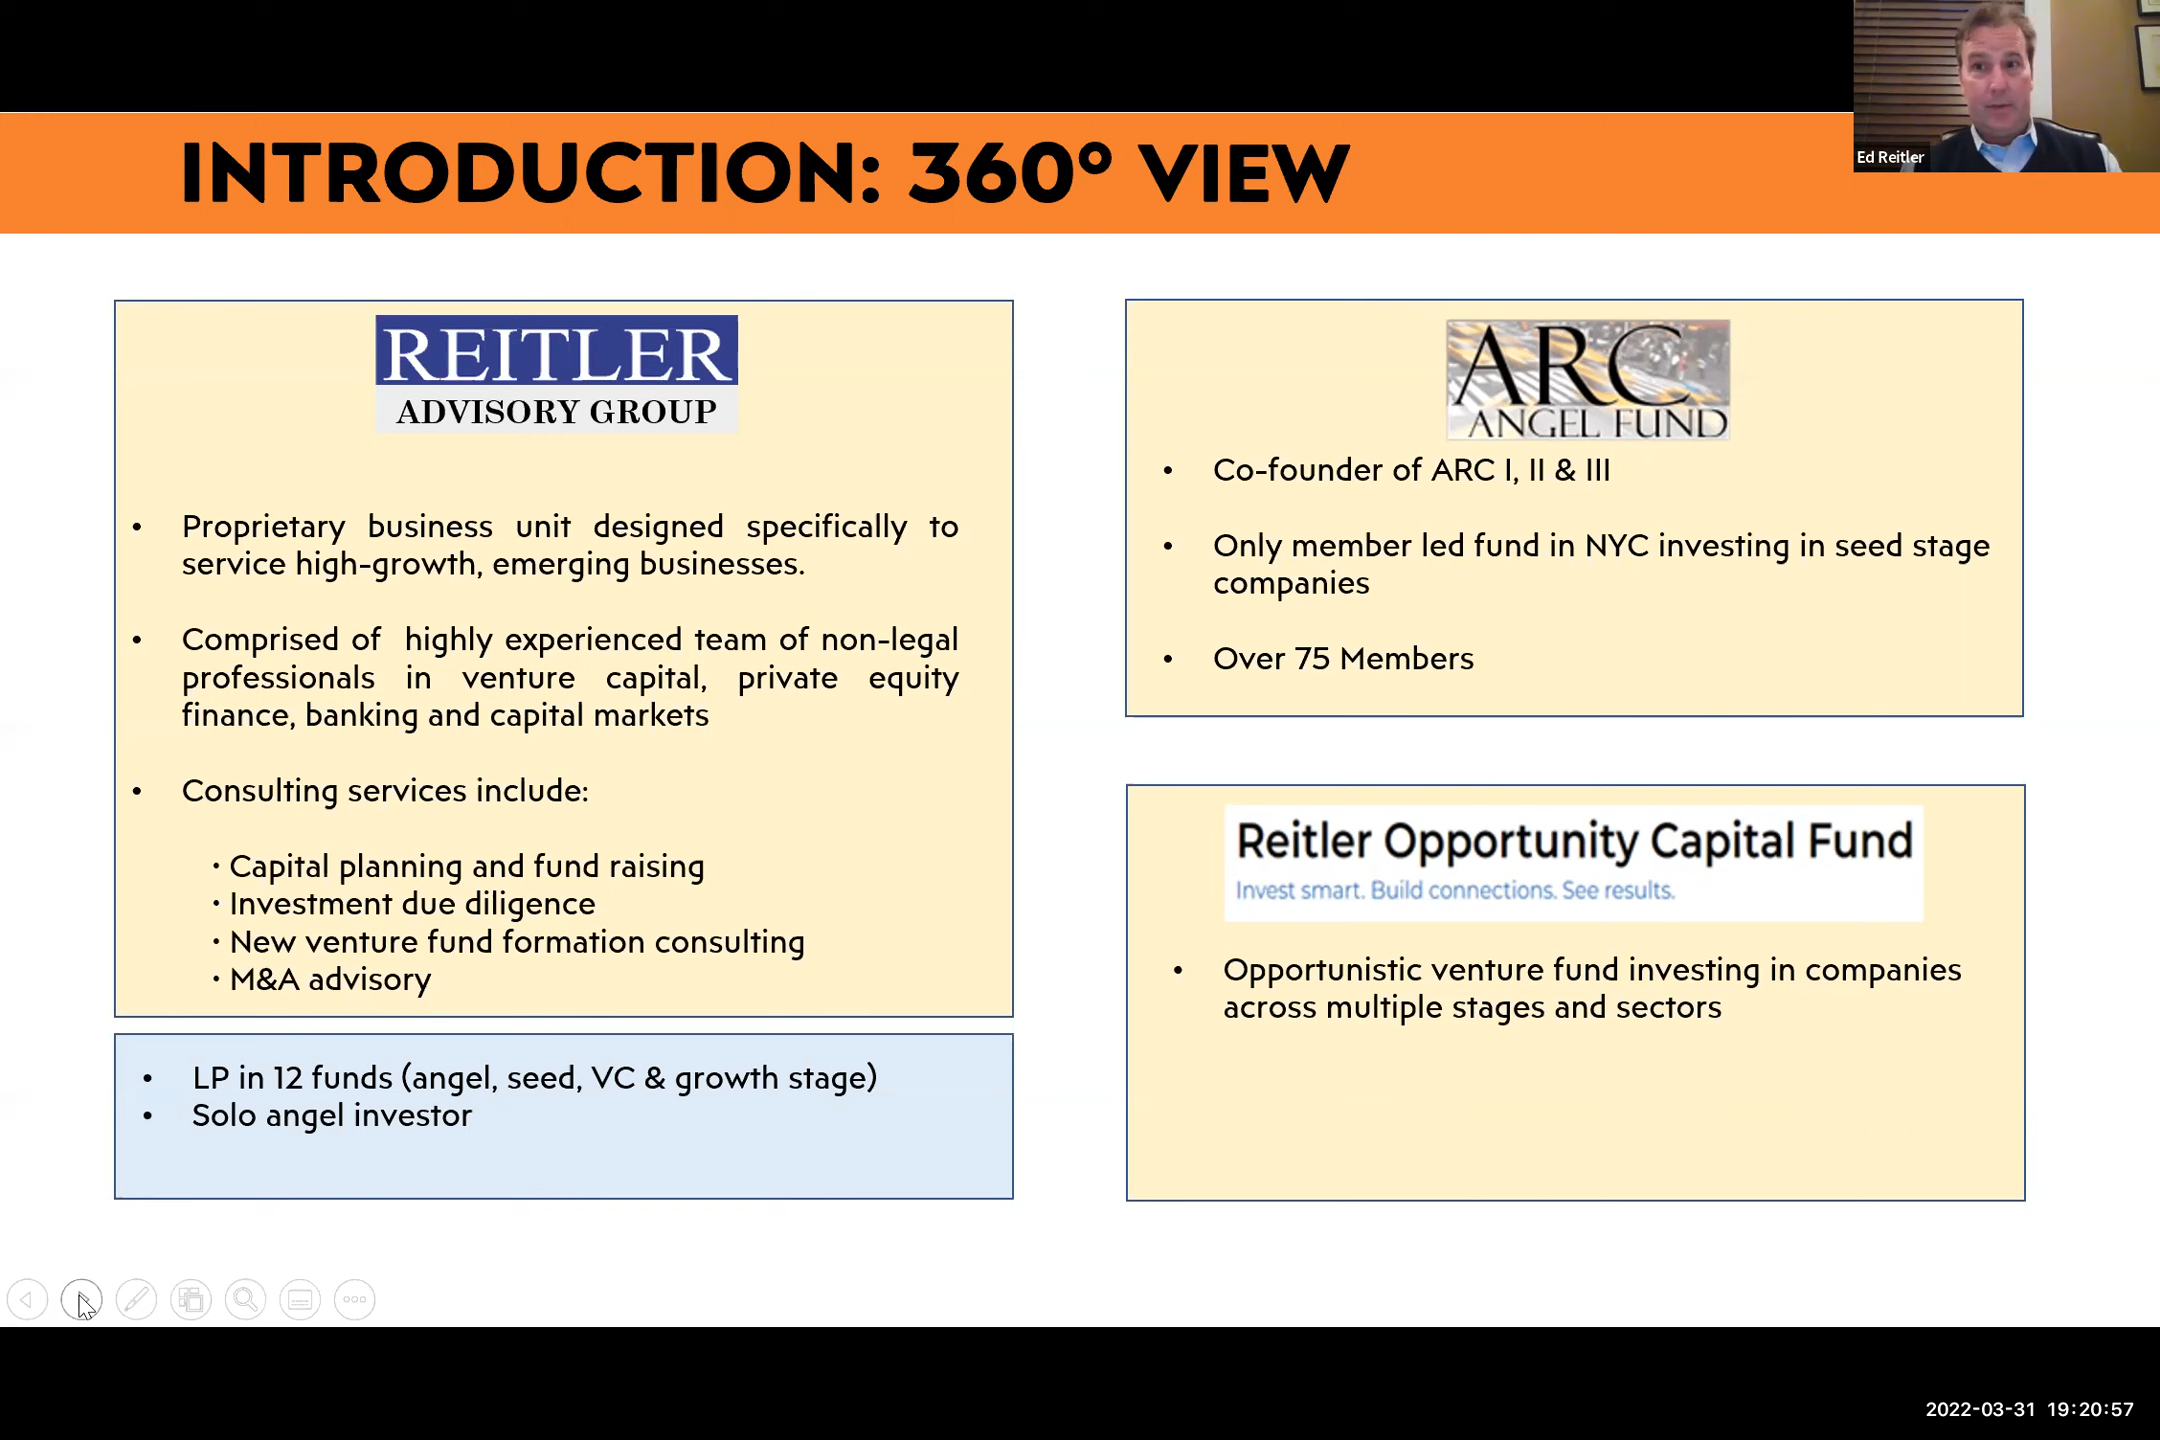 Ed Reitler
INTRODUCTION: 360° VIEW
REITLER
ADVISORY GROUP
• Proprietary business unit designed specifically to
service high-growth, emerging businesses.
• Comprised of highly experienced team of non-legal
professionals in venture capital, private equity
finance, banking and capital markets
• Consulting services include:
• Capital planning and fund raising
• Investment due diligence
• New venture fund formation consulting
• M&A advisory
• LP in 12 funds (angel, seed, VC & growth stage)
• Solo angel investor
ARC
ANGEL FUND
• Co-founder of ARC I, II & III
• Only member led fund in NYC investing in seed stage
companies
• Over 75 Members
Reitler Opportunity Capital Fund
Invest smart. Build connections. See results.
• Opportunistic venture fund investing in companies
across multiple stages and sectors
2022-03-31 19:20:57